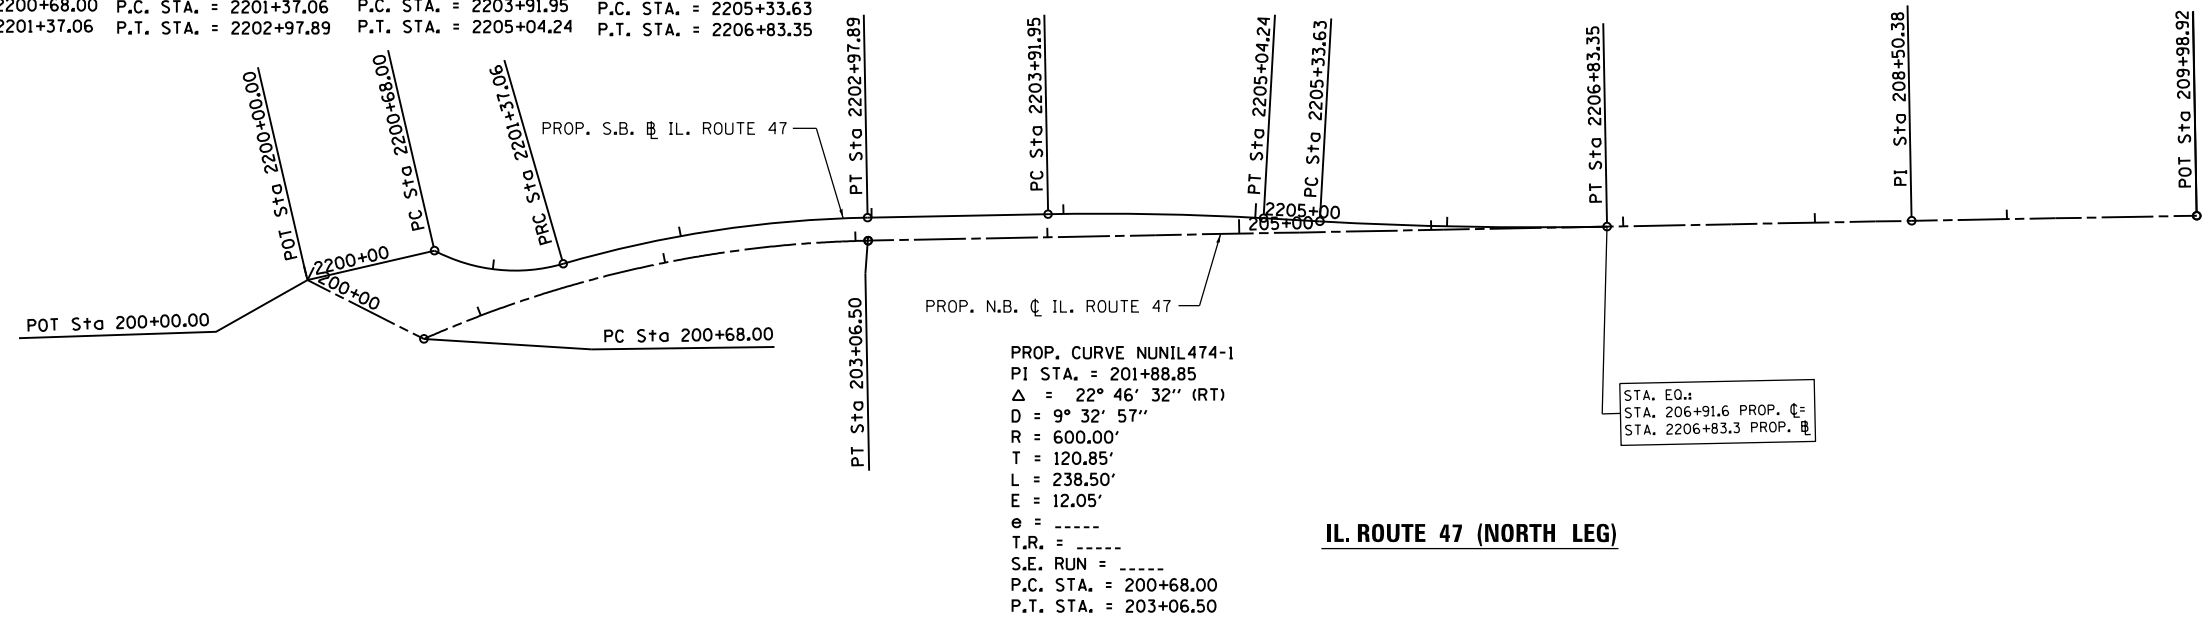 2200+68.00 P.C. STA. = 2201+37.06 P.C. STA. = 2203+91.95 P.C. STA. = 2205+33.63
2201+37.06 P.T. STA. = 2202+97.89 P.T. STA. = 2205+04.24 P.T. STA. = 2206+83.35
POT Sta 2200+00.00
PC Sta 2200+68.00
PRC Sta 2201+37.06
PT Sta 2202+97.89
PC Sta 2203+91.95
PT Sta 2205+04.24
PC Sta 2205+33.63
PT Sta 2206+83.35
PI Sta 208+50.38
POT Sta 209+98.92
PROP. S.B. ℄ IL. ROUTE 47
2200+00
200+00
2205+00
205+00
POT Sta 200+00.00
PC Sta 200+68.00
PT Sta 203+06.50
PROP. N.B. ℄ IL. ROUTE 47
PROP. CURVE NUNIL474-1
PI STA. = 201+88.85
Δ = 22° 46' 32'' (RT)
D = 9° 32' 57''
R = 600.00'
T = 120.85'
L = 238.50'
E = 12.05'
e = _____
T.R. = _____
S.E. RUN = _____
P.C. STA. = 200+68.00
P.T. STA. = 203+06.50
STA. EQ.:
STA. 206+91.6 PROP. ℄=
STA. 2206+83.3 PROP. BL
IL. ROUTE 47 (NORTH LEG)